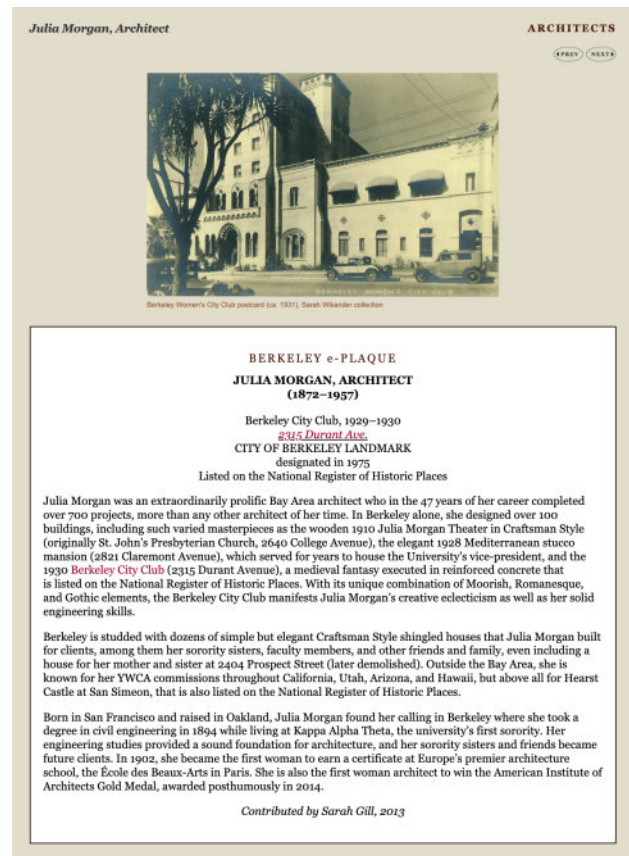 Julia Morgan, Architect
ARCHITECTS
PREV NEXT
BERKELEY WOMEN'S CITY CLUB
Berkeley Women's City Club postcard (ca. 1931), Sarah Wikander collection
BERKELEY e-PLAQUE
JULIA MORGAN, ARCHITECT
(1872–1957)
Berkeley City Club, 1929–1930
2315 Durant Ave.
CITY OF BERKELEY LANDMARK
designated in 1975
Listed on the National Register of Historic Places
Julia Morgan was an extraordinarily prolific Bay Area architect who in the 47 years of her career completed
over 700 projects, more than any other architect of her time. In Berkeley alone, she designed over 100
buildings, including such varied masterpieces as the wooden 1910 Julia Morgan Theater in Craftsman Style
(originally St. John's Presbyterian Church, 2640 College Avenue), the elegant 1928 Mediterranean stucco
mansion (2821 Claremont Avenue), which served for years to house the University's vice-president, and the
1930 Berkeley City Club (2315 Durant Avenue), a medieval fantasy executed in reinforced concrete that
is listed on the National Register of Historic Places. With its unique combination of Moorish, Romanesque,
and Gothic elements, the Berkeley City Club manifests Julia Morgan's creative eclecticism as well as her solid
engineering skills.
Berkeley is studded with dozens of simple but elegant Craftsman Style shingled houses that Julia Morgan built
for clients, among them her sorority sisters, faculty members, and other friends and family, even including a
house for her mother and sister at 2404 Prospect Street (later demolished). Outside the Bay Area, she is
known for her YWCA commissions throughout California, Utah, Arizona, and Hawaii, but above all for Hearst
Castle at San Simeon, that is also listed on the National Register of Historic Places.
Born in San Francisco and raised in Oakland, Julia Morgan found her calling in Berkeley where she took a
degree in civil engineering in 1894 while living at Kappa Alpha Theta, the university's first sorority. Her
engineering studies provided a sound foundation for architecture, and her sorority sisters and friends became
future clients. In 1902, she became the first woman to earn a certificate at Europe's premier architecture
school, the École des Beaux-Arts in Paris. She is also the first woman architect to win the American Institute of
Architects Gold Medal, awarded posthumously in 2014.
Contributed by Sarah Gill, 2013